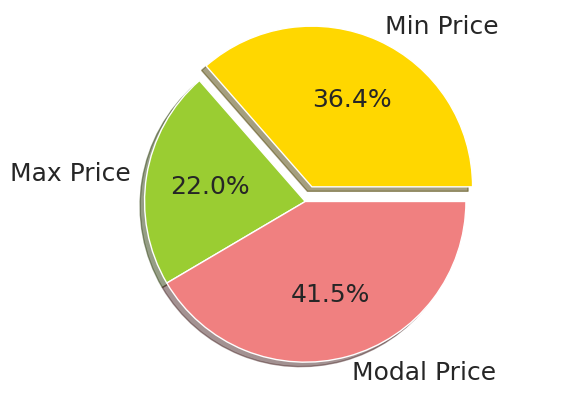 Min Price
36.4%
Max Price
22.0%
41.5%
Modal Price